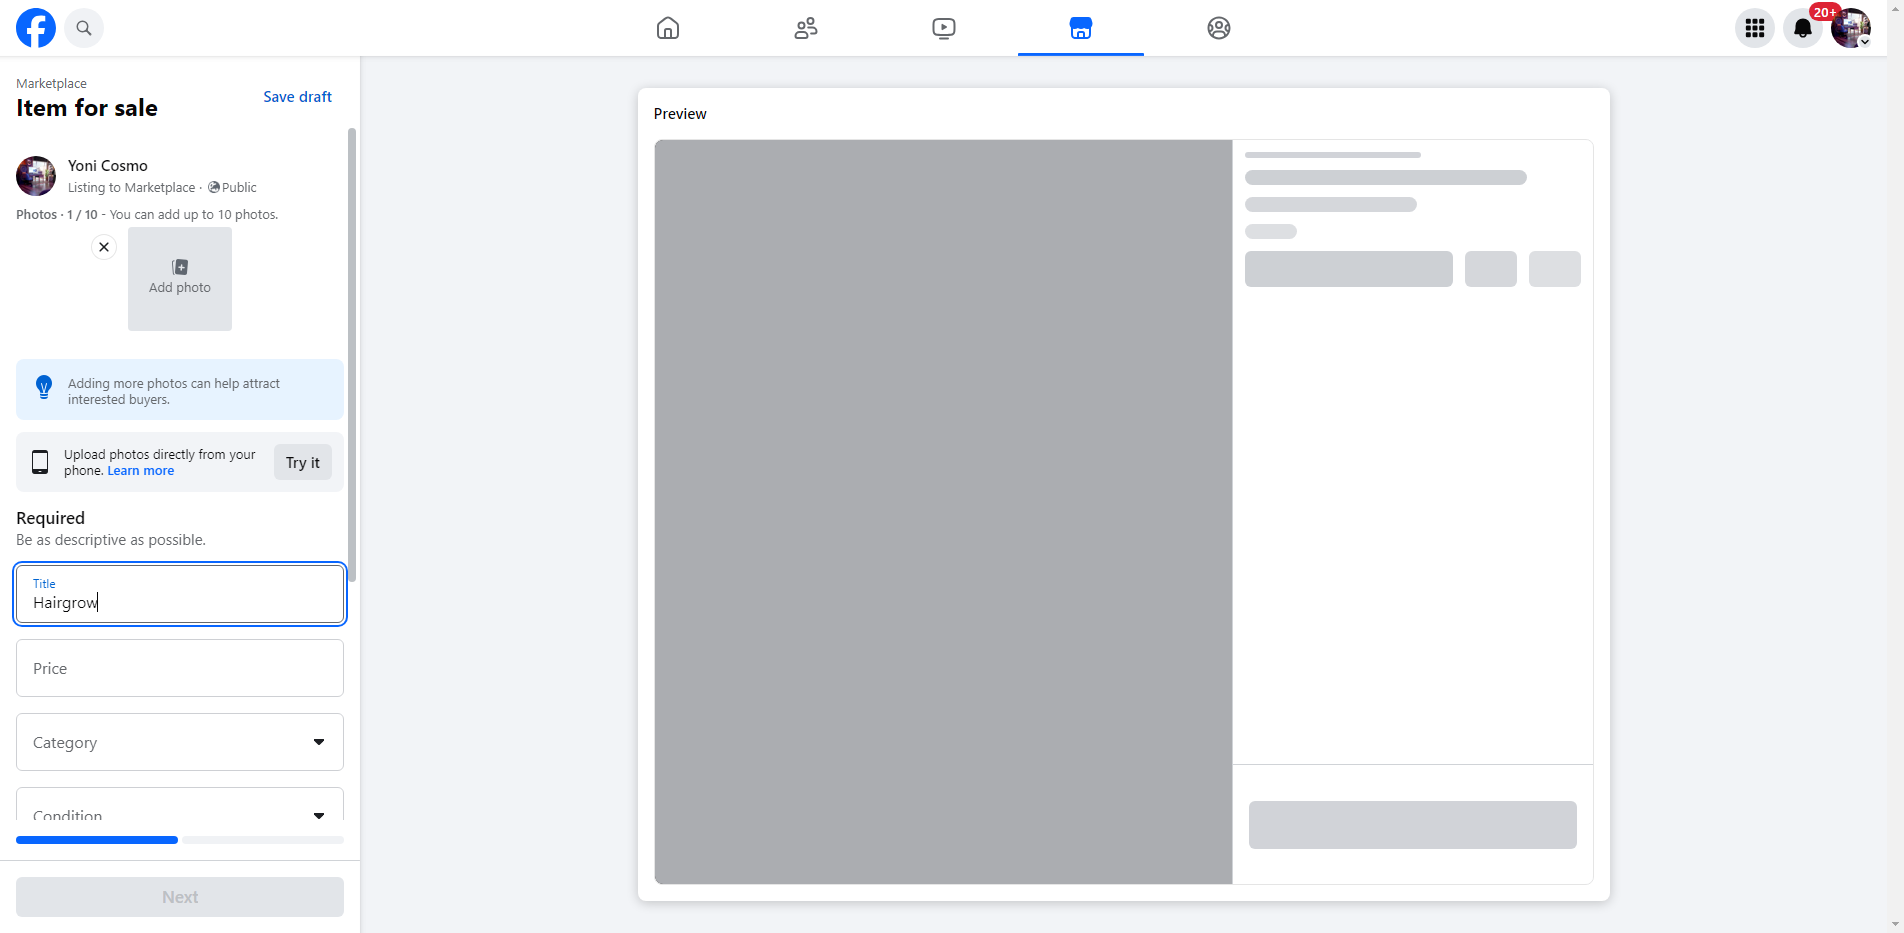 20+
Marketplace
Item for sale
Save draft
Yoni Cosmo
Listing to Marketplace · Public
Photos · 1 / 10 - You can add up to 10 photos.
Add photo
Adding more photos can help attract
interested buyers.
Upload photos directly from your
phone. Learn more
Try it
Required
Be as descriptive as possible.
Title
Hairgrow
Price
Category
Condition
Next
Preview